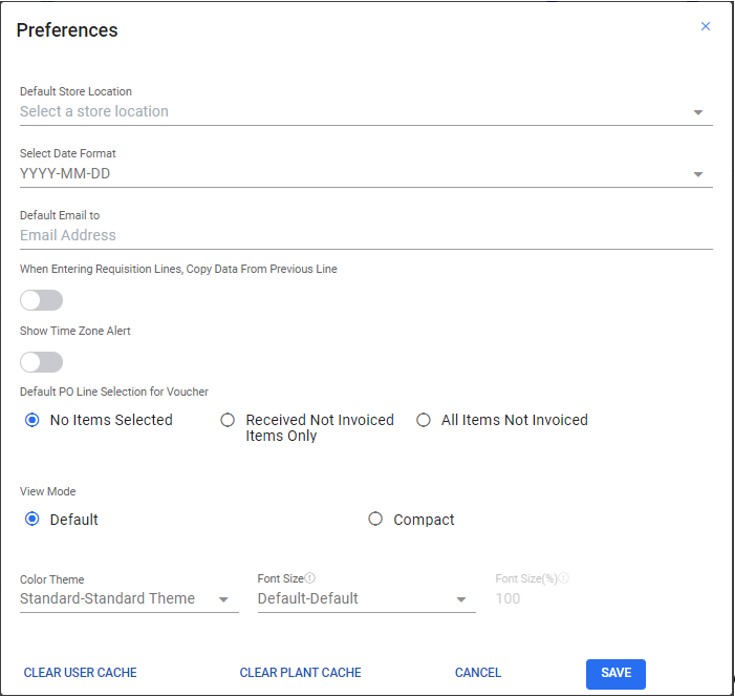 Preferences
Default Store Location
Select a store location
Select Date Format
YYYY-MM-DD
Default Email to
Email Address
When Entering Requisition Lines, Copy Data From Previous Line
Show Time Zone Alert
Default PO Line Selection for Voucher
No Items Selected
Received Not Invoiced
Items Only
All Items Not Invoiced
View Mode
Default
Compact
Color Theme
Standard-Standard Theme
Font Size
Default-Default
Font Size(%)
100
CLEAR USER CACHE
CLEAR PLANT CACHE
CANCEL
SAVE